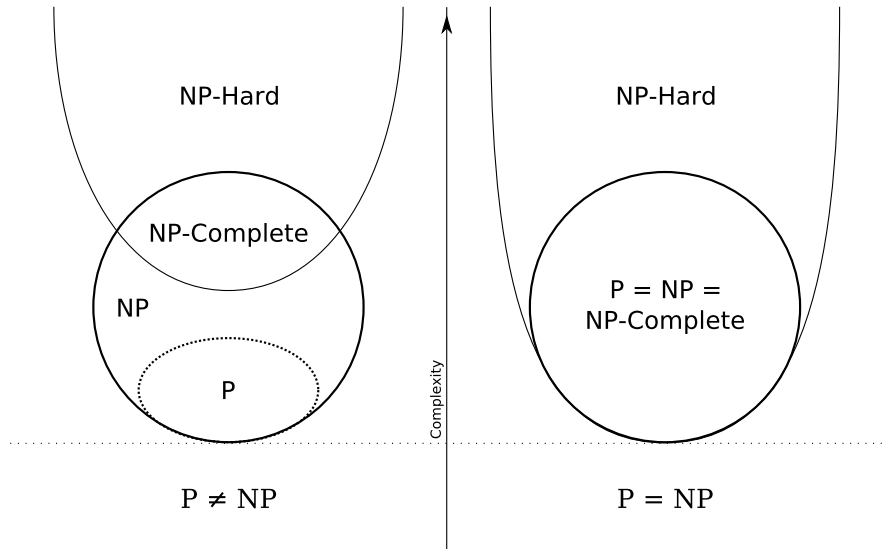 NP-Hard
NP-Complete
NP
P
P ≠ NP
Complexity
NP-Hard
P = NP =
NP-Complete
P = NP